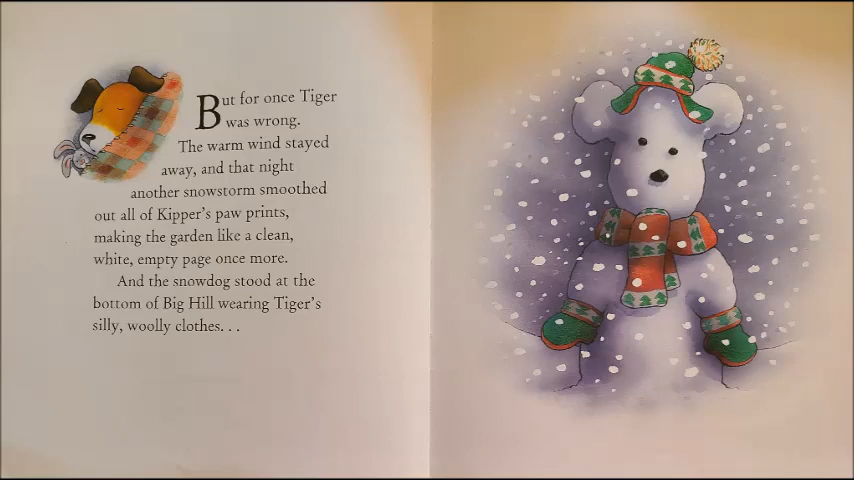 But for once Tiger
was wrong.
The warm wind stayed
away, and that night
another snowstorm smoothed
out all of Kipper's paw prints,
making the garden like a clean,
white, empty page once more.
And the snowdog stood at the
bottom of Big Hill wearing Tiger's
silly, woolly clothes. . .